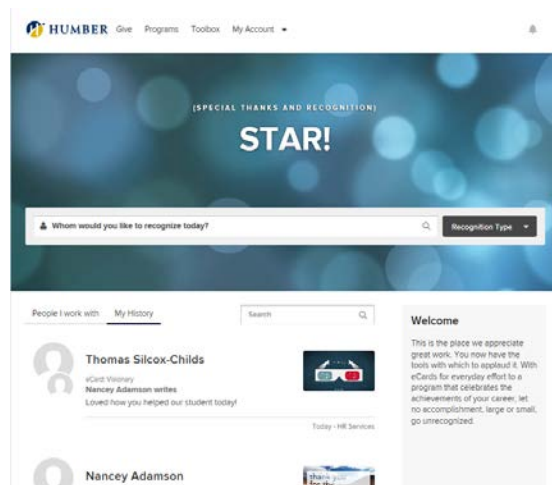 HUMBER Give Programs Toolbox My Account
{SPECIAL THANKS AND RECOGNITION}
STAR!
Whom would you like to recognize today?
Recognition Type
People I work with My History Search
Thomas Silcox-Childs
eCard: Visionary
Nancey Adamson writes
Loved how you helped our student today!
Today - HR Services
Nancey Adamson
thank you
for the
Welcome
This is the place we appreciate
great work. You now have the
tools with which to applaud it. With
eCards for everyday effort to a
program that celebrates the
achievements of your career, let
no accomplishment, large or small,
go unrecognized.